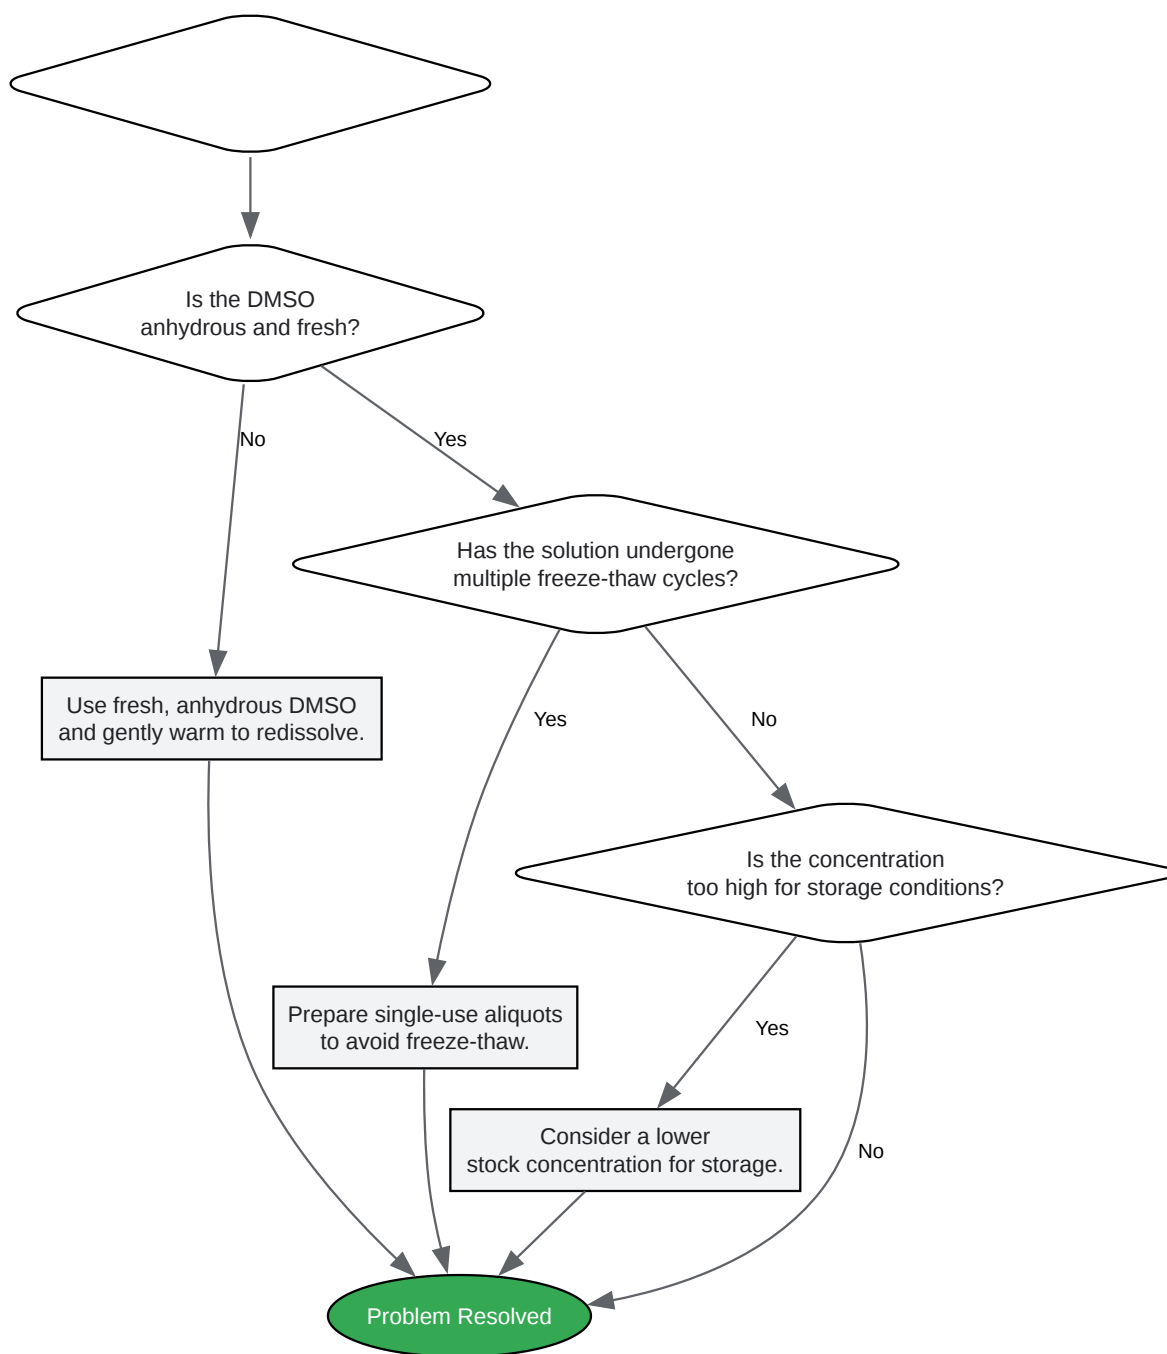 Is the DMSO
anhydrous and fresh?
No
Yes
Has the solution undergone
multiple freeze-thaw cycles?
Use fresh, anhydrous DMSO
and gently warm to redissolve.
Yes
No
Is the concentration
too high for storage conditions?
Prepare single-use aliquots
to avoid freeze-thaw.
Yes
Consider a lower
stock concentration for storage.
No
Problem Resolved